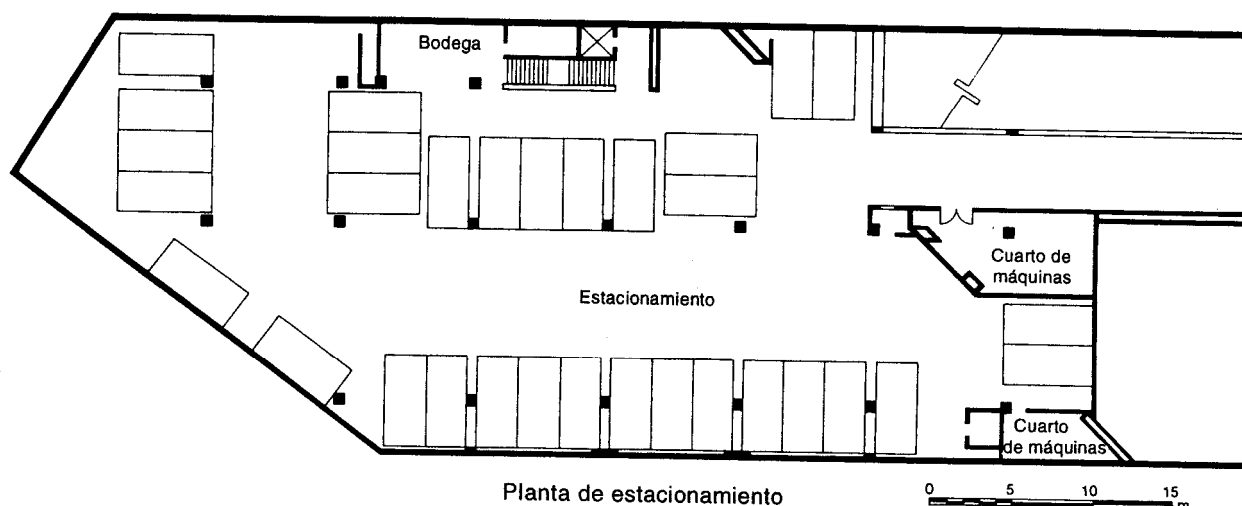 Bodega
Cuarto de
máquinas
Estacionamiento
Cuarto
de máquinas
Planta de estacionamiento
0 5 10 15
m